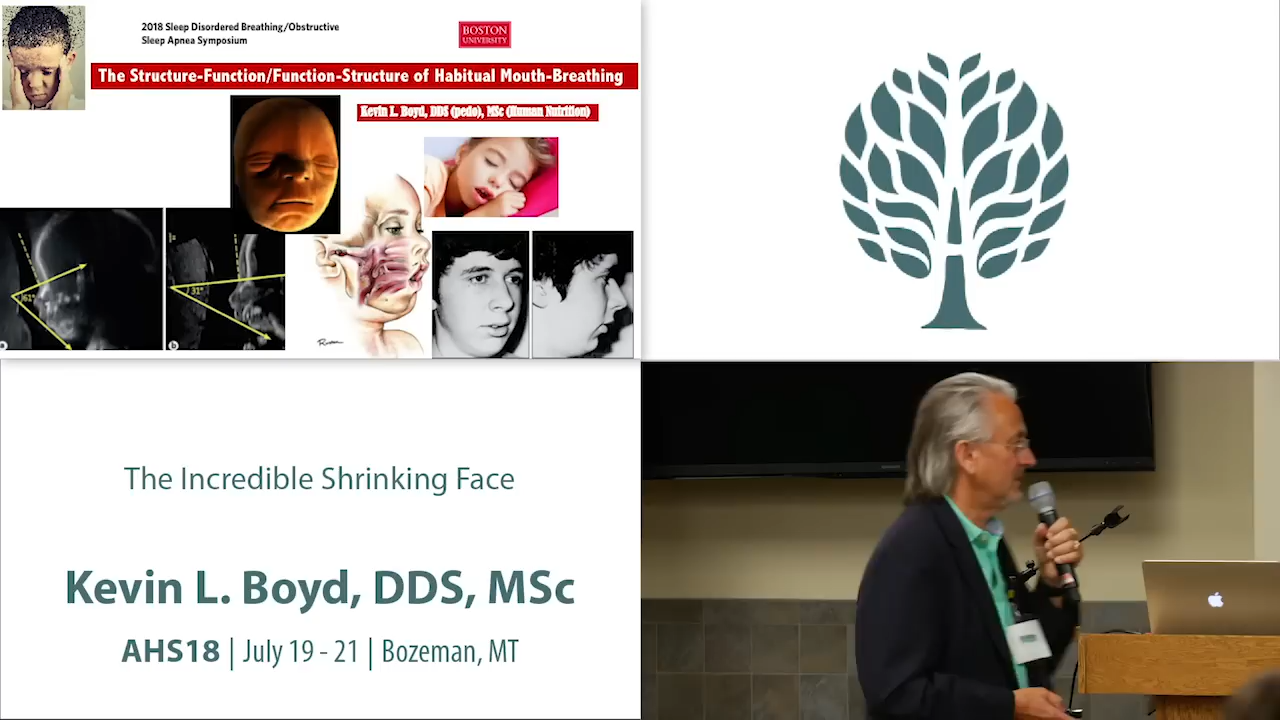 2018 Sleep Disordered Breathing/Obstructive
Sleep Apnea Symposium
BOSTON
UNIVERSITY
The Structure-Function/Function-Structure of Habitual Mouth-Breathing
Kevin L. Boyd, DDS (pedo), MSc (Human Nutrition)
61°
31°
a
b
The Incredible Shrinking Face
Kevin L. Boyd, DDS, MSc
AHS18 | July 19 - 21 | Bozeman, MT